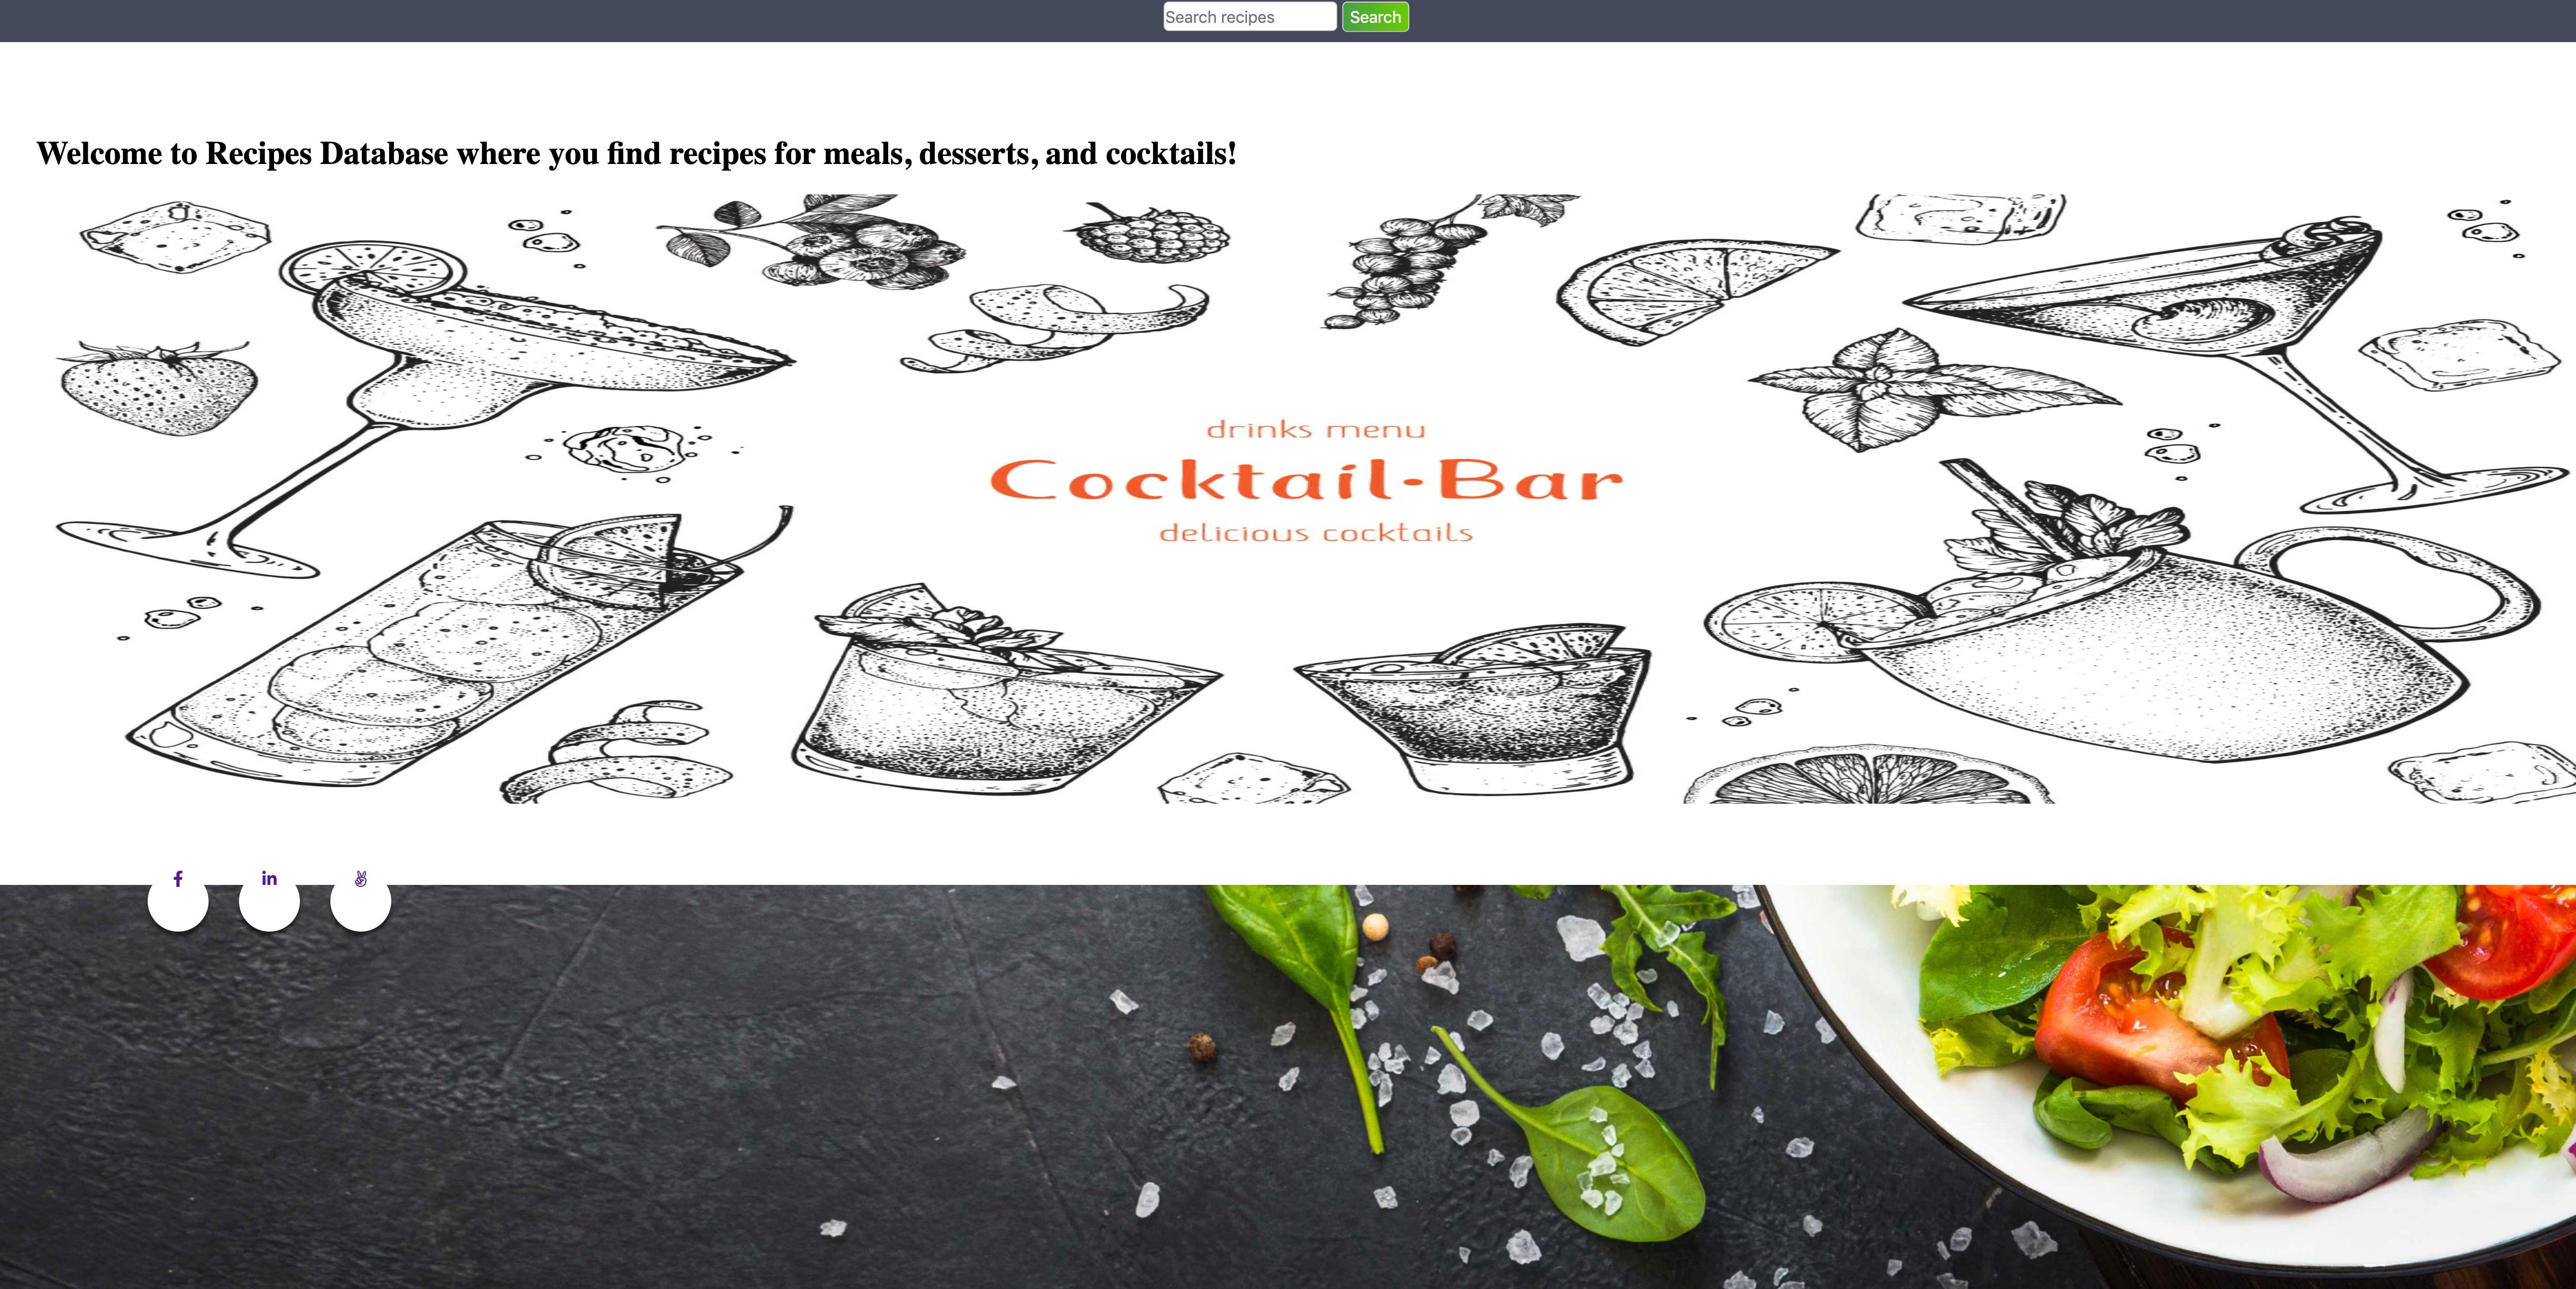 Search recipes Search
Welcome to Recipes Database where you find recipes for meals, desserts, and cocktails!
drinks menu
Cocktail·Bar
delicious cocktails
f in